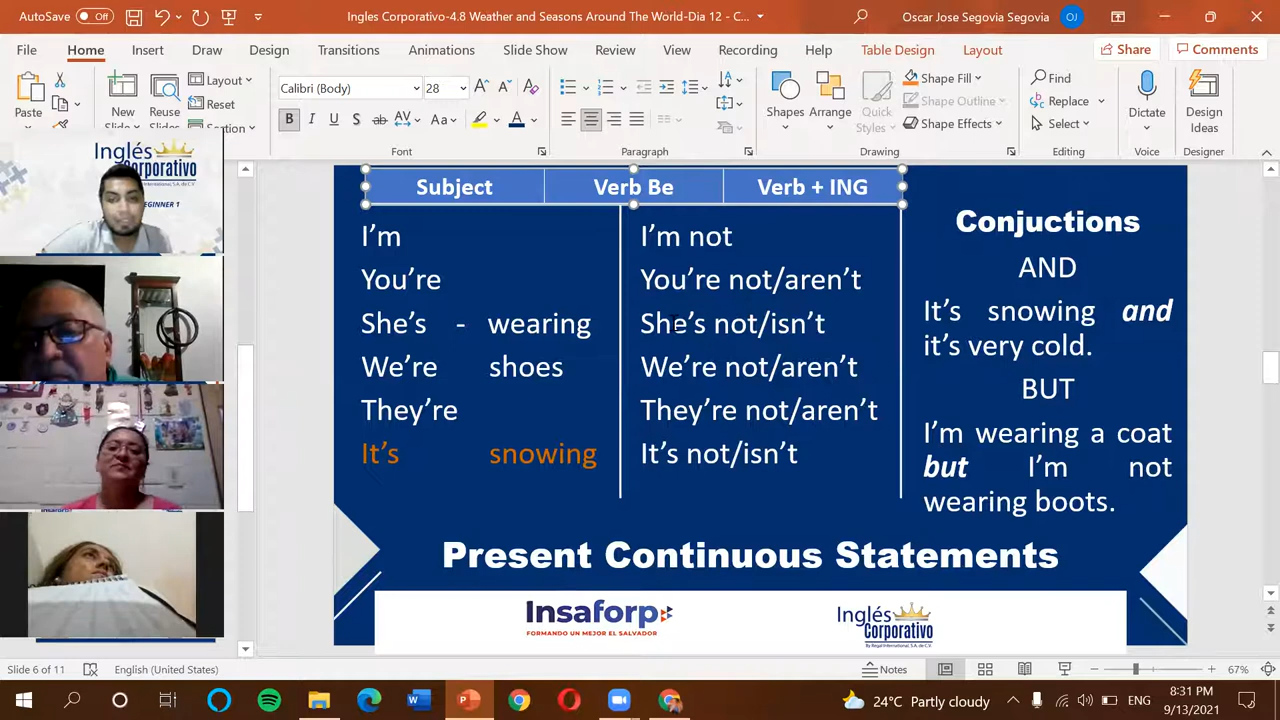 AutoSave Off
Ingles Corporativo-4.8 Weather and Seasons Around The World-Dia 12 - C...
Oscar Jose Segovia Segovia OJ
File Home Insert Draw Design Transitions Animations Slide Show Review View Recording Help Table Design Layout
Share Comments
Paste
New
Slide
Reuse
Slides
Layout
Reset
Section
Calibri (Body) 28
B I U S ab AV Aa A
Font
Paragraph
Shapes
Arrange
Quick
Styles
Shape Fill
Shape Outline
Shape Effects
Drawing
Find
Replace
Select
Editing
Dictate
Voice
Design
Ideas
Designer
Inglés
Corporativo
BEGINNER 1
Subject Verb Be Verb + ING
I'm
You're
She's - wearing
We're shoes
They're
It's snowing
I'm not
You're not/aren't
She's not/isn't
We're not/aren't
They're not/aren't
It's not/isn't
Conjuctions
AND
It's snowing and
it's very cold.
BUT
I'm wearing a coat
but I'm not
wearing boots.
Present Continuous Statements
Insaforp
FORMANDO UN MEJOR EL SALVADOR
Inglés
Corporativo
By Regal International, S.A. de C.V.
Slide 6 of 11 English (United States)
Notes
67%
24°C Partly cloudy
ENG
8:31 PM
9/13/2021